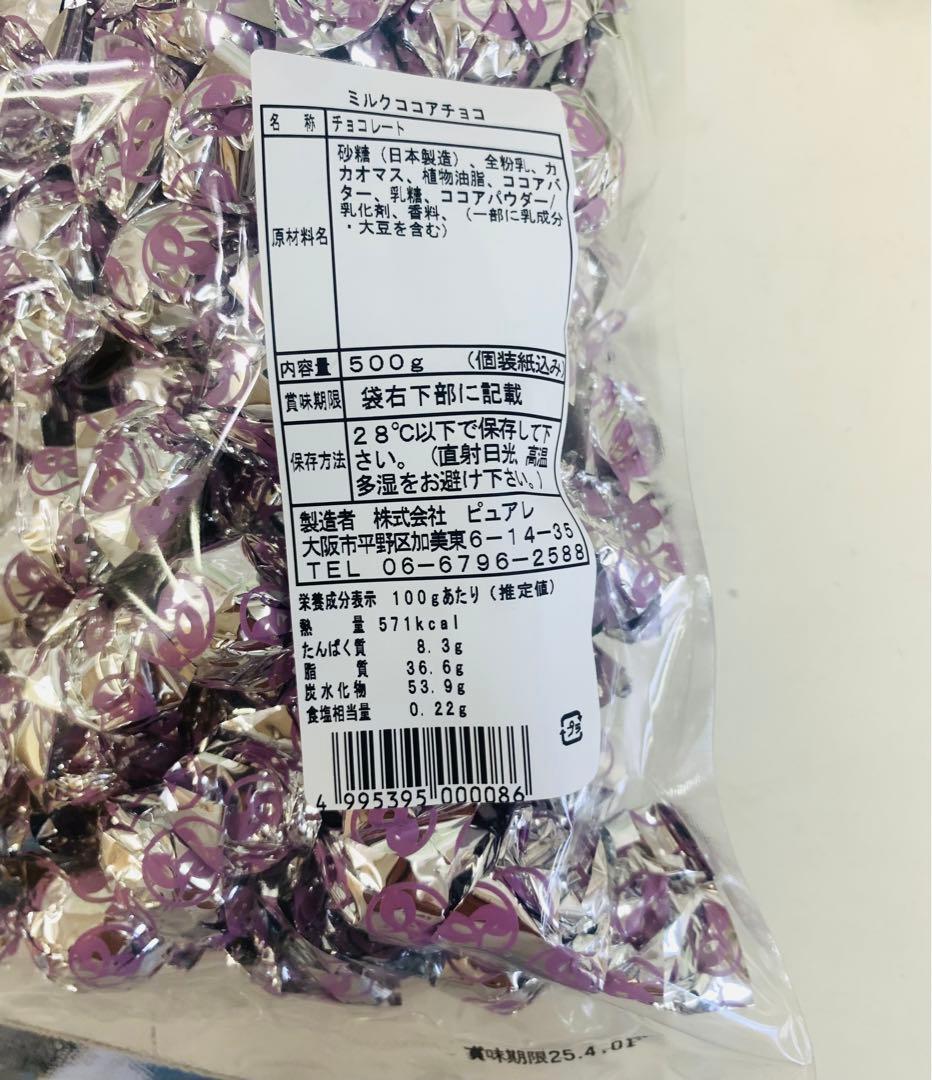 ミルクココアチョコ
名 称 チョコレート
原材料名 砂糖（日本製造）、全粉乳、カ
カオマス、植物油脂、ココアバ
ター、乳糖、ココアパウダー/
乳化剤、香料、（一部に乳成分
・大豆を含む）
内容量 500g （個装紙込み）
賞味期限 袋右下部に記載
保存方法 28℃以下で保存して下
さい。（直射日光、高温
多湿をお避け下さい。）
製造者 株式会社 ピュアレ
大阪市平野区加美東6－14－35
TEL 06－6796－2588
栄養成分表示 100gあたり（推定値）
熱 量 571kcal
たんぱく質 8.3g
脂 質 36.6g
炭水化物 53.9g
食塩相当量 0.22g
プラ
4 995395 000086
賞味期限25.4.01